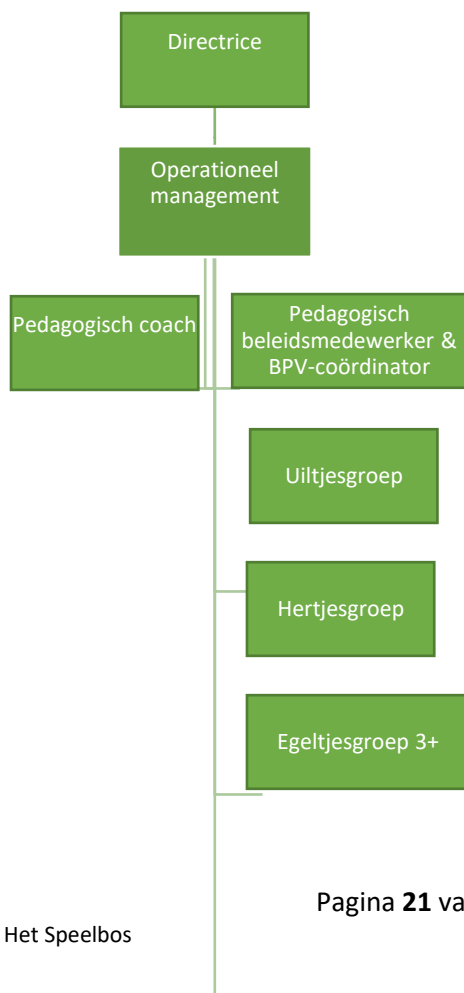 Directrice
Operationeel
management
Pedagogisch coach
Pedagogisch
beleidsmedewerker &
BPV-coördinator
Uiltjesgroep
Hertjesgroep
Egeltjesgroep 3+
Pagina 21 va
Het Speelbos